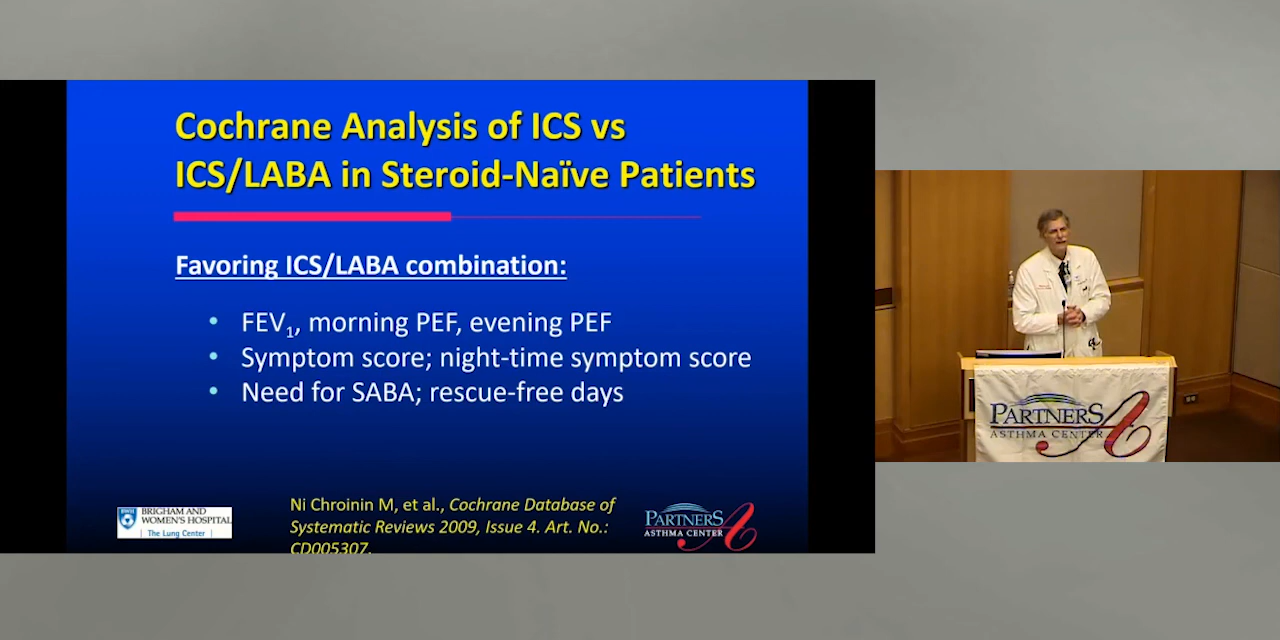 Cochrane Analysis of ICS vs
ICS/LABA in Steroid-Naïve Patients
Favoring ICS/LABA combination:
• FEV₁, morning PEF, evening PEF
• Symptom score; night-time symptom score
• Need for SABA; rescue-free days
Ni Chroinin M, et al., Cochrane Database of
Systematic Reviews 2009, Issue 4. Art. No.:
CD005307.
BRIGHAM AND
WOMEN'S HOSPITAL
The Lung Center
PARTNERS A
ASTHMA CENTER
PARTNERS A
ASTHMA CENTER